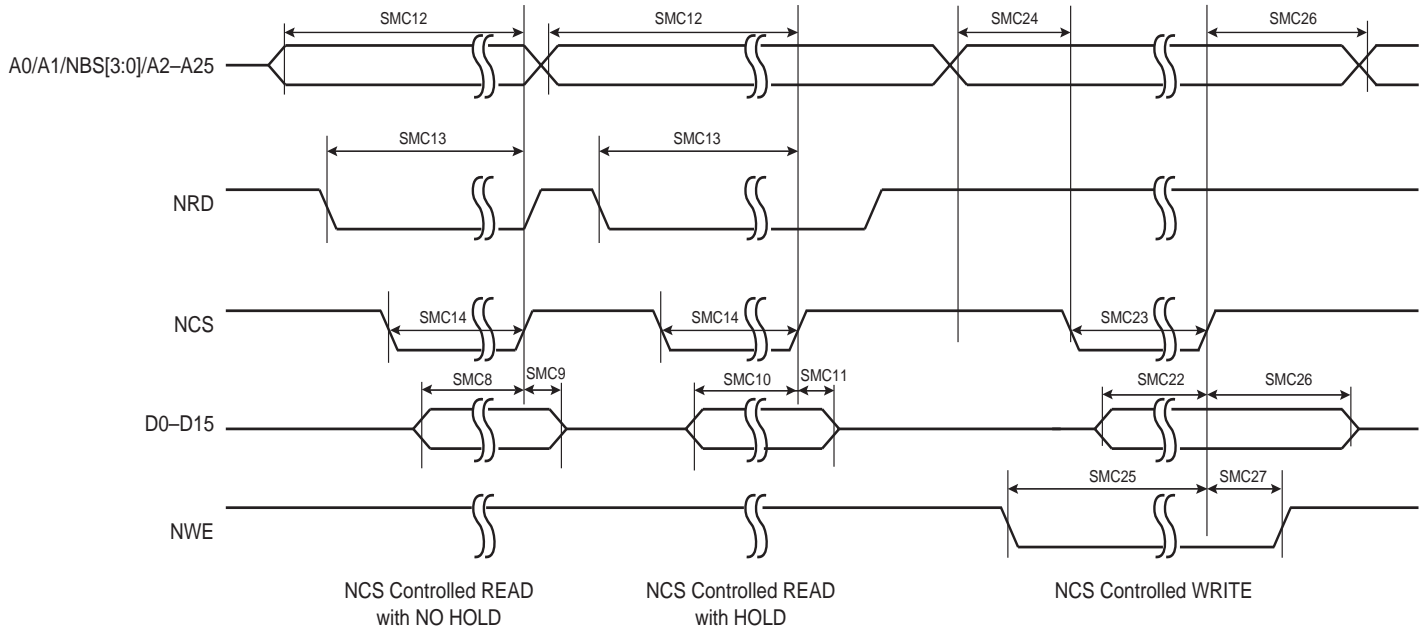 SMC12
SMC12
SMC24
SMC26
A0/A1/NBS[3:0]/A2–A25
SMC13
SMC13
NRD
NCS
SMC14
SMC14
SMC23
SMC8
SMC9
SMC10
SMC11
SMC22
SMC26
D0–D15
SMC25
SMC27
NWE
NCS Controlled READ
with NO HOLD
NCS Controlled READ
with HOLD
NCS Controlled WRITE